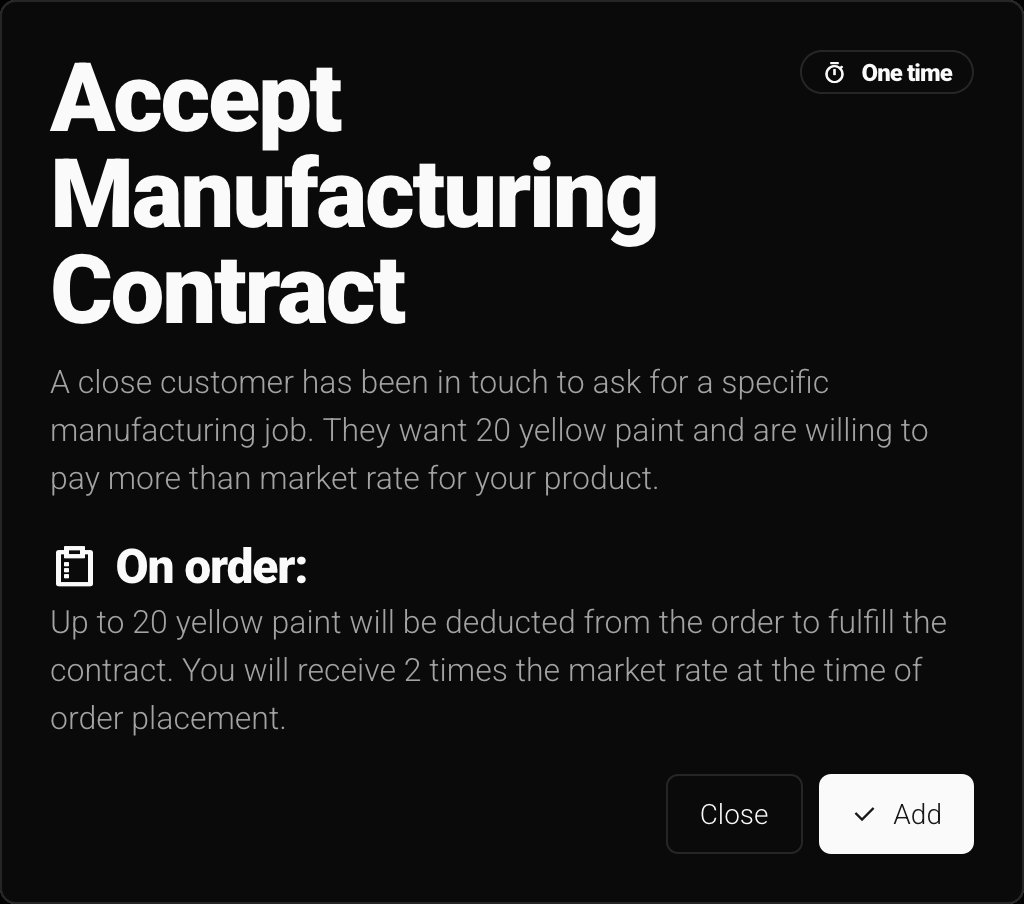 Accept
Manufacturing
Contract
One time
A close customer has been in touch to ask for a specific
manufacturing job. They want 20 yellow paint and are willing to
pay more than market rate for your product.
On order:
Up to 20 yellow paint will be deducted from the order to fulfill the
contract. You will receive 2 times the market rate at the time of
order placement.
Close
Add